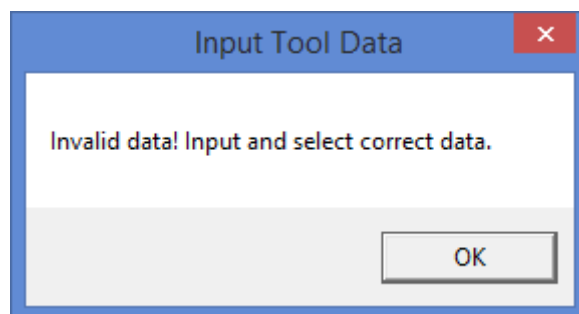 Input Tool Data
Invalid data! Input and select correct data.
OK